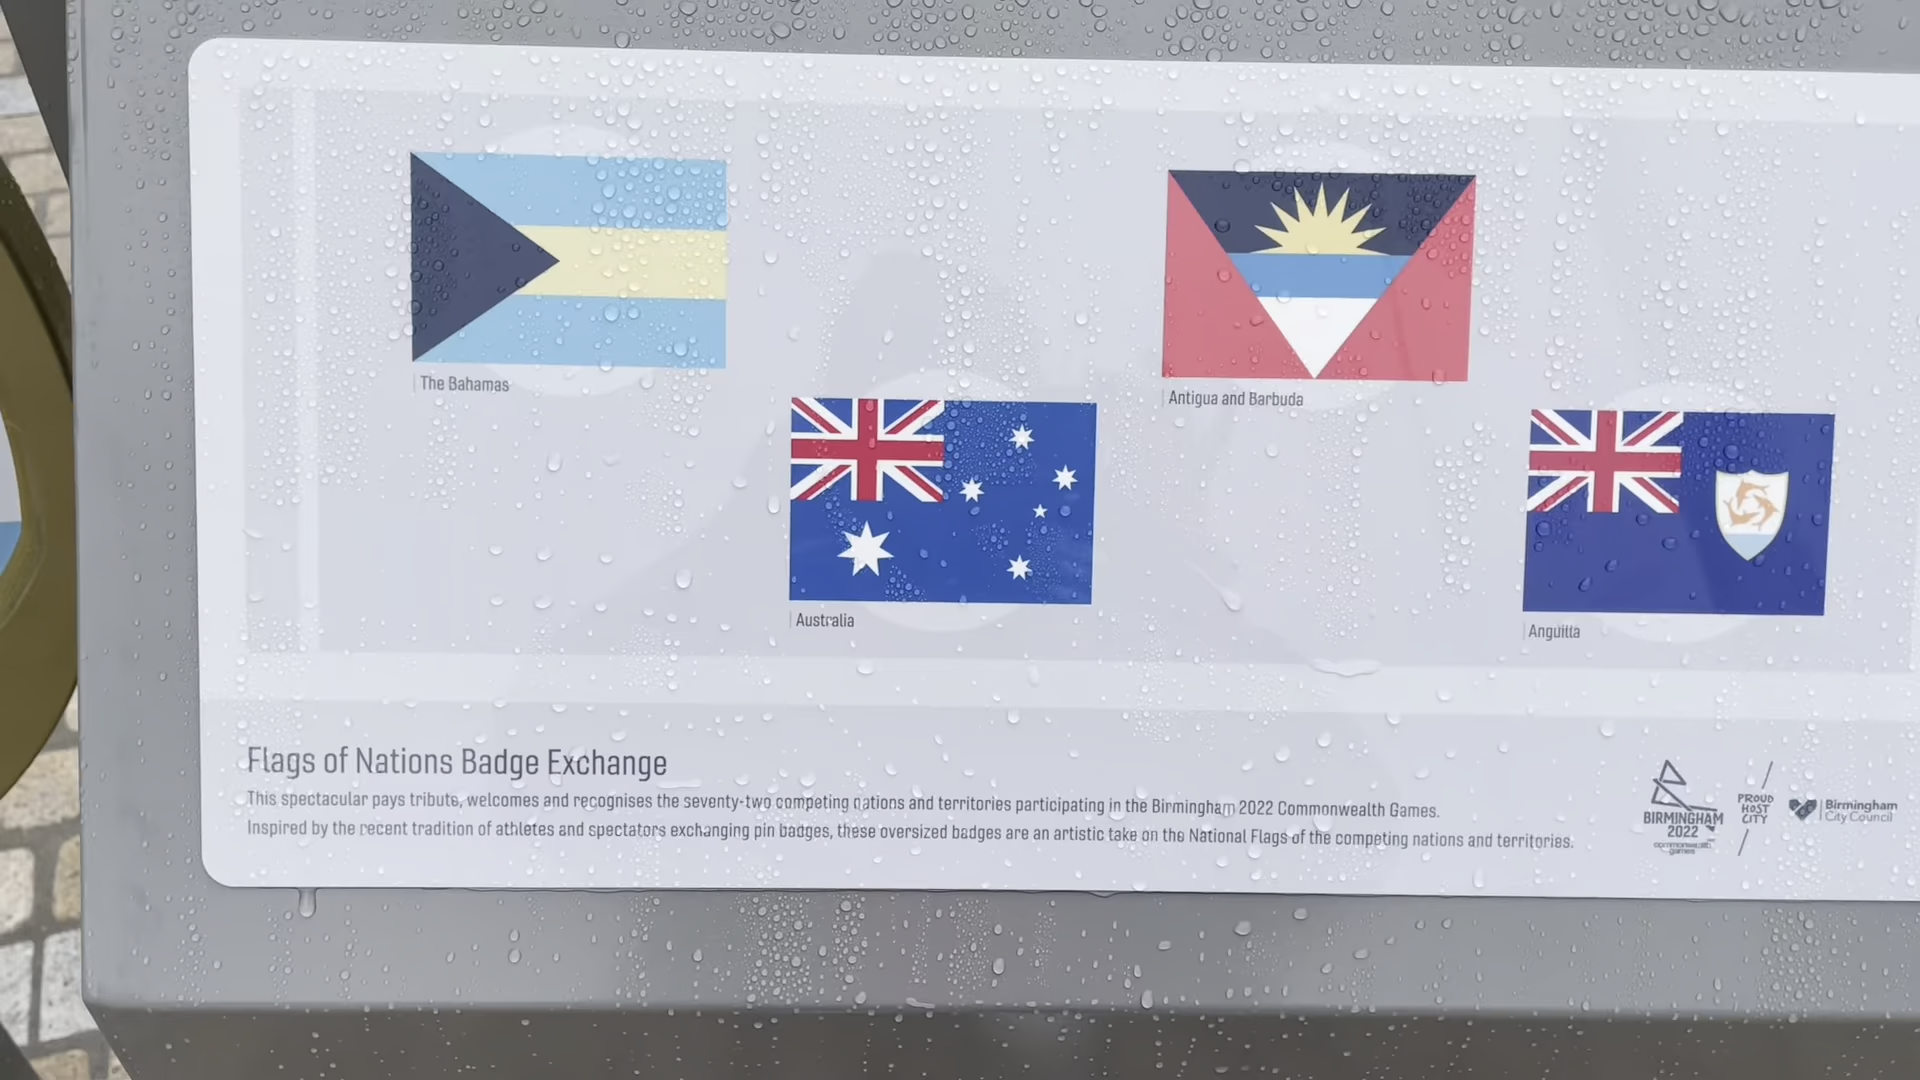 The Bahamas
Antigua and Barbuda
Australia
Anguilla
Flags of Nations Badge Exchange
This spectacular pays tribute, welcomes and recognises the seventy-two competing nations and territories participating in the Birmingham 2022 Commonwealth Games.
Inspired by the recent tradition of athletes and spectators exchanging pin badges, these oversized badges are an artistic take on the National Flags of the competing nations and territories.
BIRMINGHAM
2022
commonwealth
games
PROUD
HOST
CITY
Birmingham
City Council